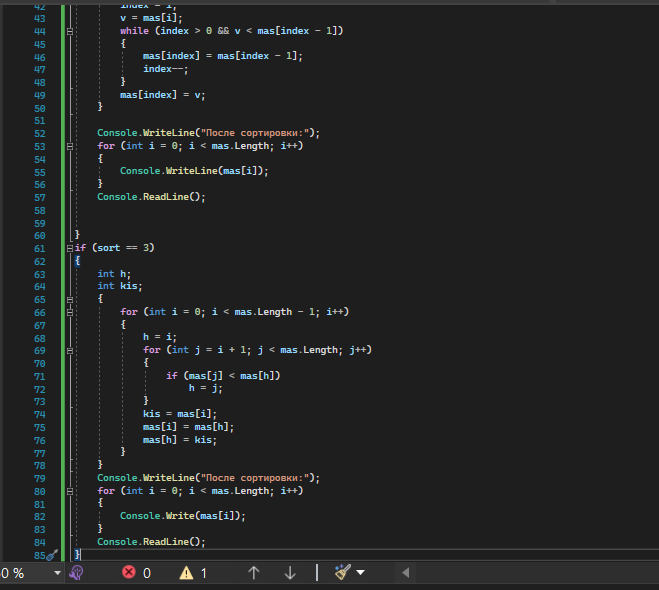 42 index = i;
43 v = mas[i];
44 while (index > 0 && v < mas[index - 1])
45 {
46 mas[index] = mas[index - 1];
47 index--;
48 }
49 mas[index] = v;
50 }
51
52 Console.WriteLine("После сортировки:");
53 for (int i = 0; i < mas.Length; i++)
54 {
55 Console.WriteLine(mas[i]);
56 }
57 Console.ReadLine();
58
59
60 }
61 if (sort == 3)
62 {
63 int h;
64 int kis;
65 {
66 for (int i = 0; i < mas.Length - 1; i++)
67 {
68 h = i;
69 for (int j = i + 1; j < mas.Length; j++)
70 {
71 if (mas[j] < mas[h])
72 h = j;
73 }
74 kis = mas[i];
75 mas[i] = mas[h];
76 mas[h] = kis;
77 }
78 }
79 Console.WriteLine("После сортировки:");
80 for (int i = 0; i < mas.Length; i++)
81 {
82 Console.Write(mas[i]);
83 }
84 Console.ReadLine();
85 }
0 % 0 1